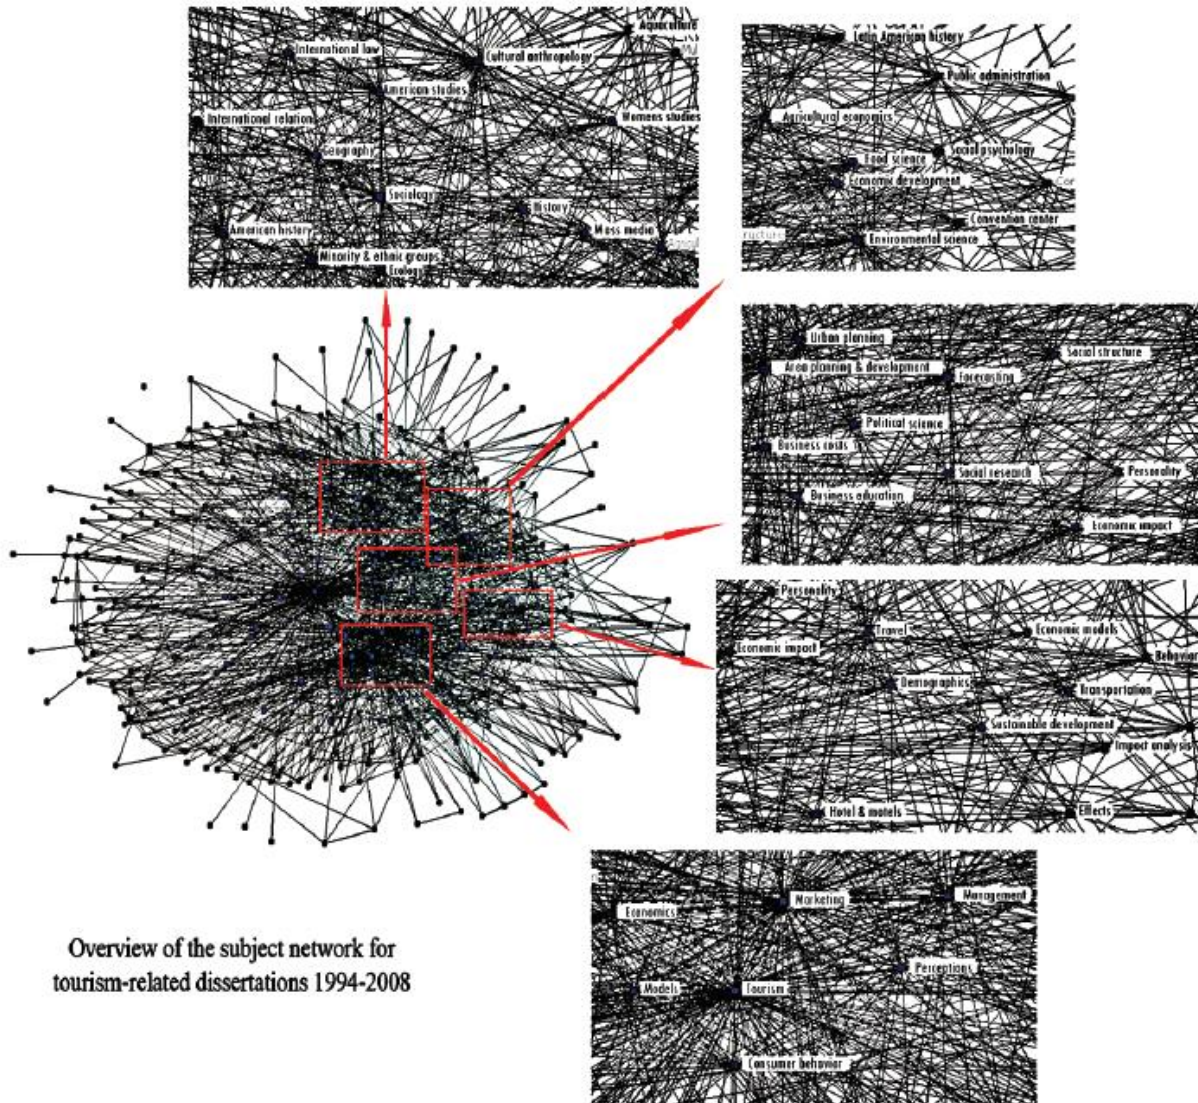 International law
Cultural anthropology
Aquaculture
American studies
International relation
Womens studies
Geography
Sociology
History
American history
Mass media
Minority & ethnic groups
Ecology
Latin American history
Public administration
Agricultural economics
Social psychology
Food science
Economic development
Convention center
Environmental science
Urban planning
Social structure
Area planning & development
Forecasting
Political science
Business costs
Social research
Personality
Business education
Economic impact
Personality
Travel
Economic models
Economic impact
Behavior
Demographics
Transportation
Sustainable development
Impact analysis
Hotel & motels
Effects
Marketing
Management
Economics
Perceptions
Models
Tourism
Consumer behavior
Overview of the subject network for
tourism-related dissertations 1994-2008